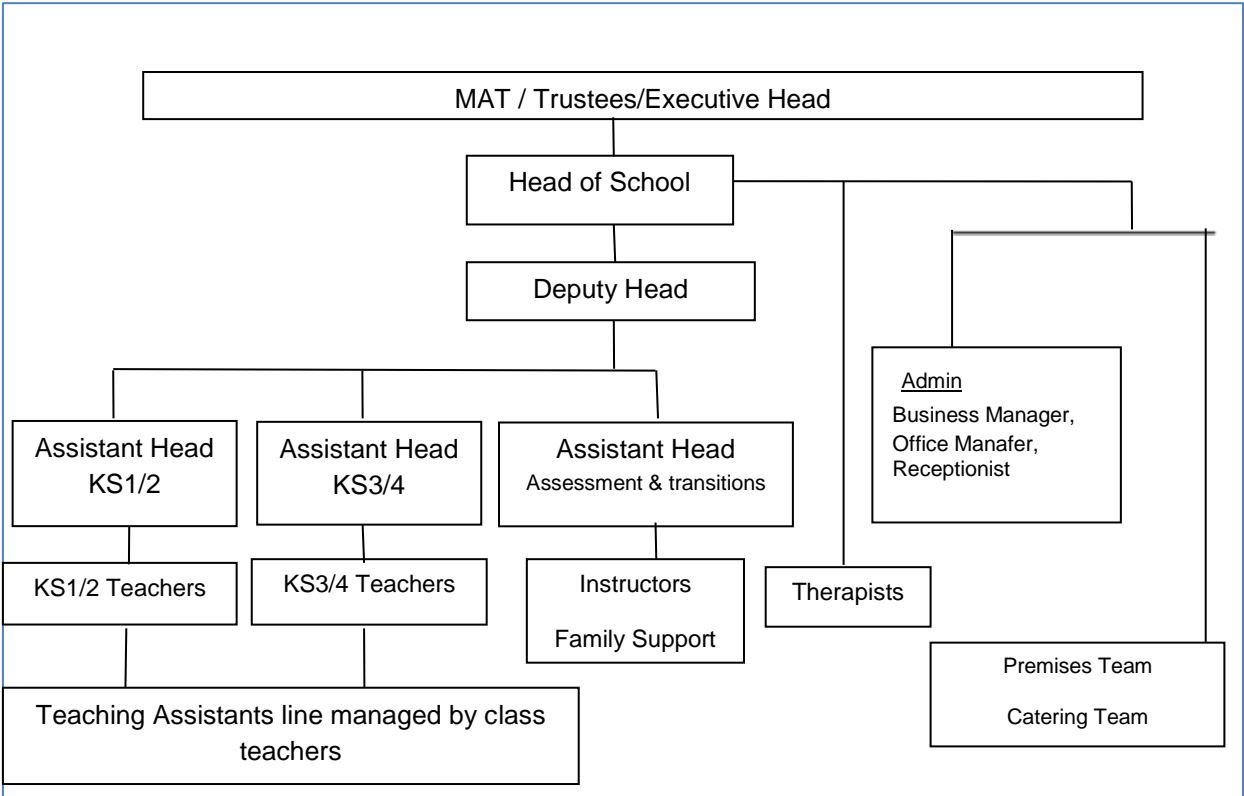 MAT / Trustees/Executive Head
Head of School
Deputy Head
Admin
Business Manager,
Office Manafer,
Receptionist
Assistant Head
KS1/2
Assistant Head
KS3/4
Assistant Head
Assessment & transitions
KS1/2 Teachers
KS3/4 Teachers
Instructors
Family Support
Therapists
Premises Team
Catering Team
Teaching Assistants line managed by class
teachers